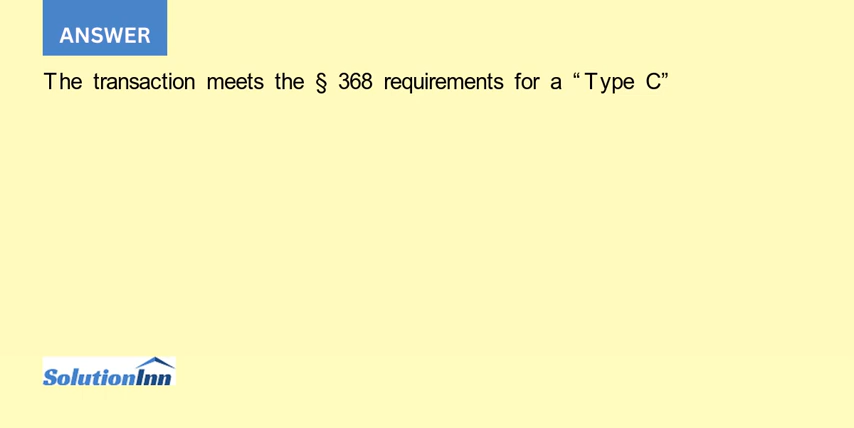 ANSWER
The transaction meets the § 368 requirements for a “Type C”
SolutionInn